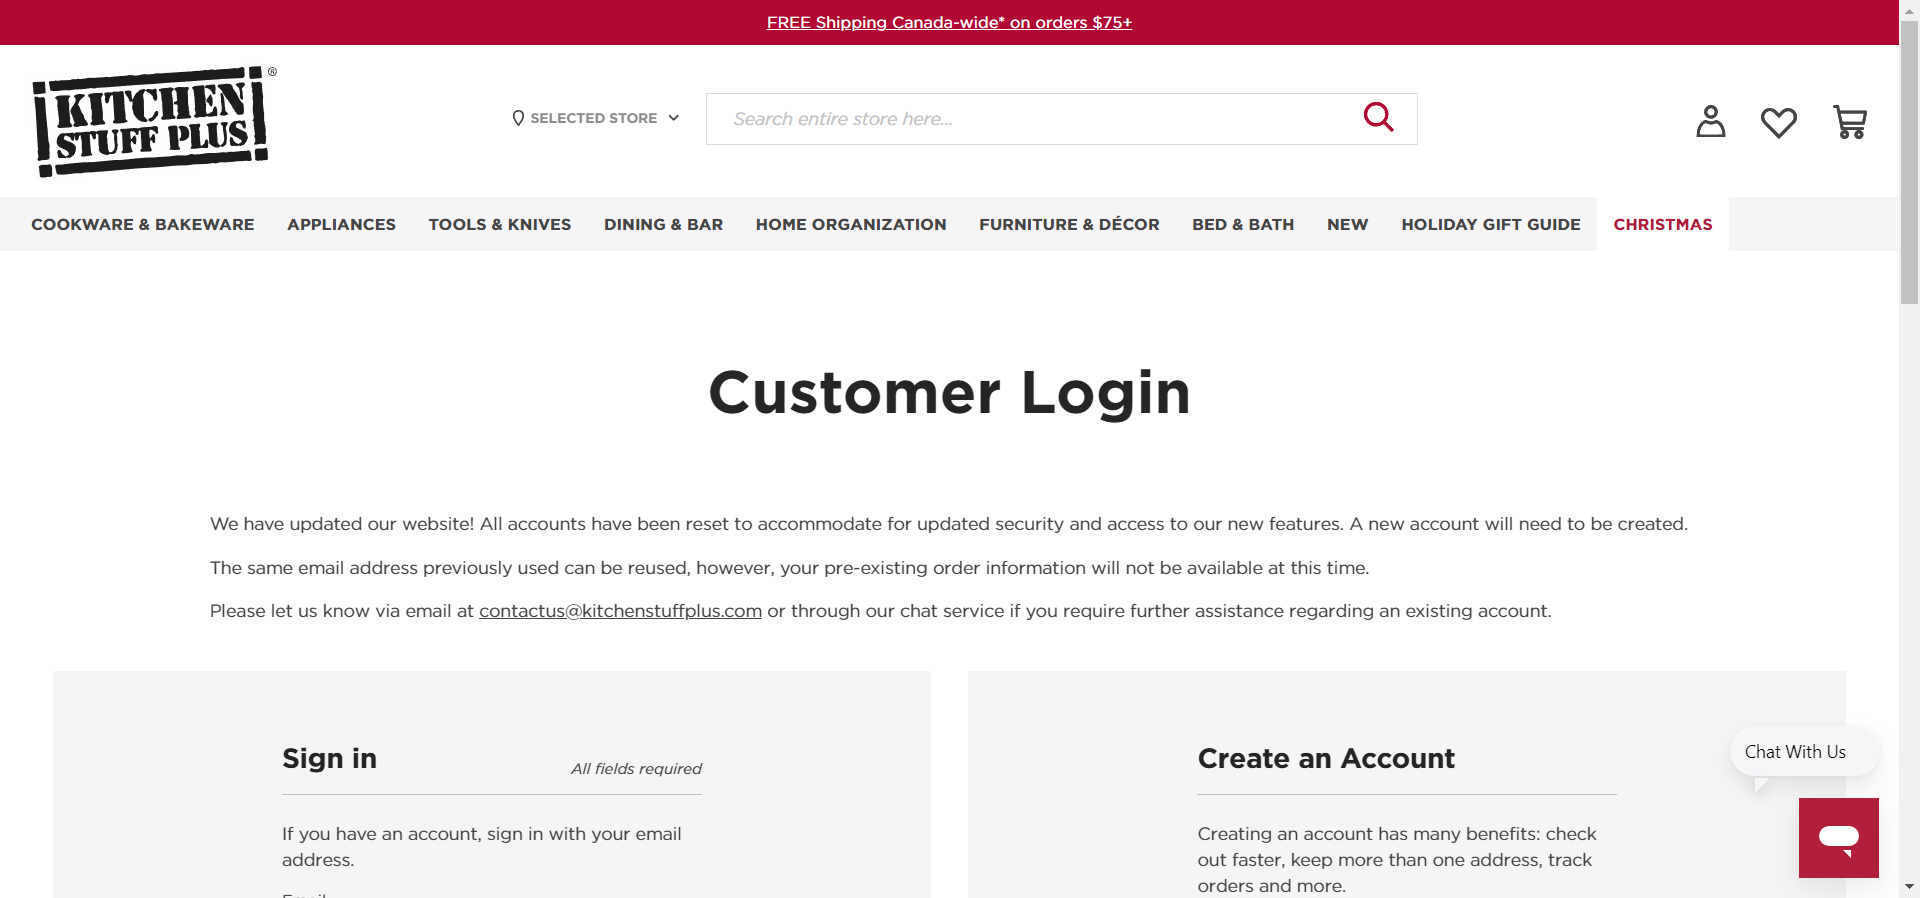 FREE Shipping Canada-wide* on orders $75+
KITCHEN ®
STUFF PLUS
SELECTED STORE
Search entire store here...
COOKWARE & BAKEWARE APPLIANCES TOOLS & KNIVES DINING & BAR HOME ORGANIZATION FURNITURE & DÉCOR BED & BATH NEW HOLIDAY GIFT GUIDE CHRISTMAS
Customer Login
We have updated our website! All accounts have been reset to accommodate for updated security and access to our new features. A new account will need to be created.
The same email address previously used can be reused, however, your pre-existing order information will not be available at this time.
Please let us know via email at contactus@kitchenstuffplus.com or through our chat service if you require further assistance regarding an existing account.
Sign in
All fields required
If you have an account, sign in with your email
address.
Email
Create an Account
Creating an account has many benefits: check
out faster, keep more than one address, track
orders and more.
Chat With Us